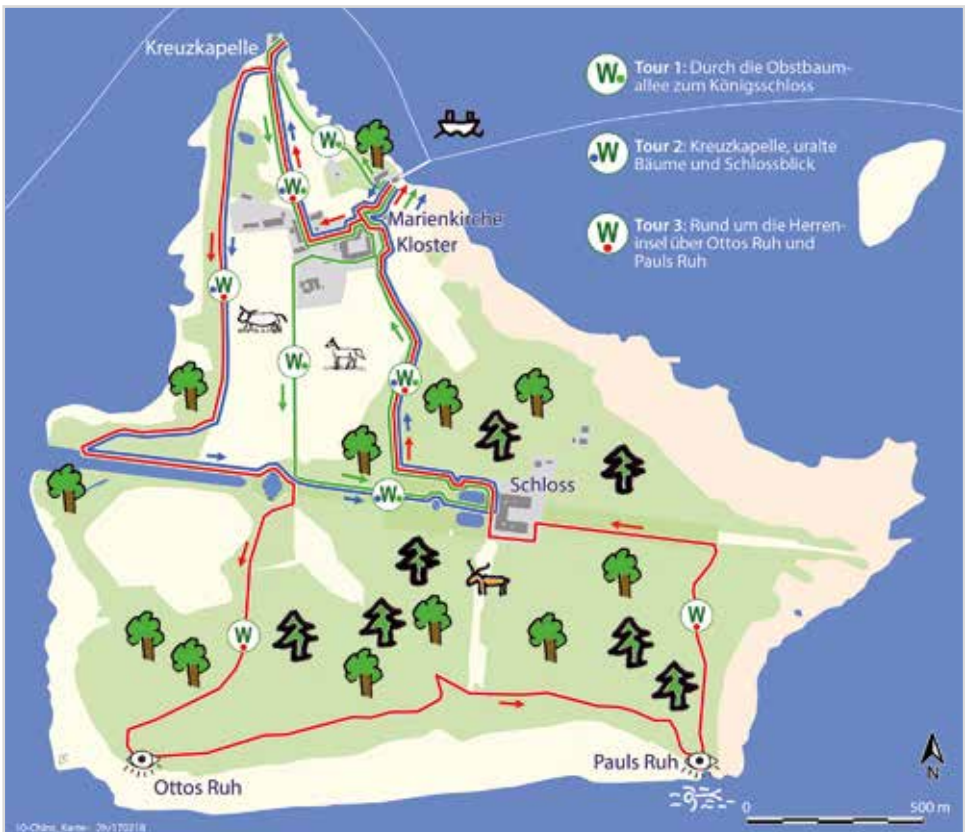 Kreuzkapelle
W
Tour 1: Durch die Obstbaum-
allee zum Königsschloss
W
W
Tour 2: Kreuzkapelle, uralte
Bäume und Schlossblick
W
Marienkirche
Kloster
W
Tour 3: Rund um die Herren-
insel über Ottos Ruh und
Pauls Ruh
W
W
W
Schloss
W
W
W
Ottos Ruh
Pauls Ruh
N
0 500 m